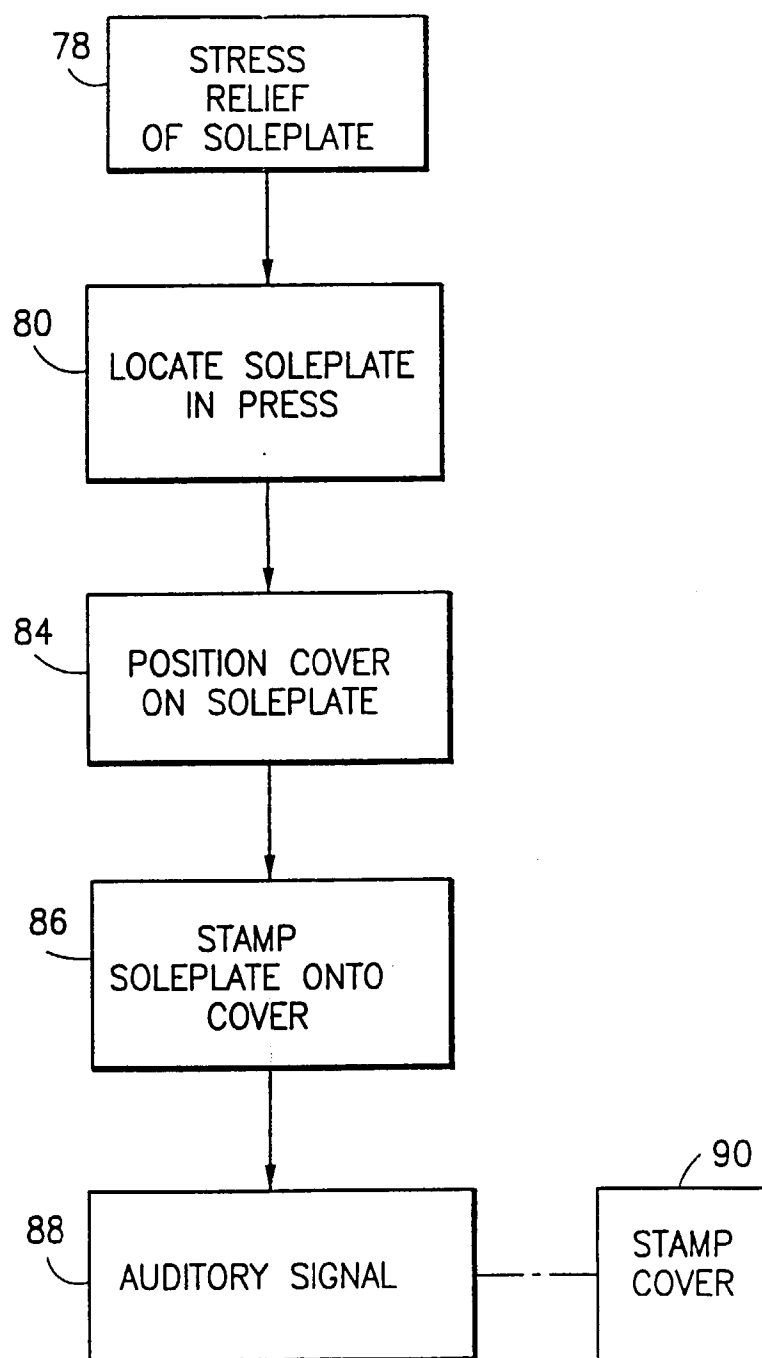 78
STRESS
RELIEF
OF SOLEPLATE
80
LOCATE SOLEPLATE
IN PRESS
84
POSITION COVER
ON SOLEPLATE
86
STAMP
SOLEPLATE ONTO
COVER
88
AUDITORY SIGNAL
90
STAMP
COVER